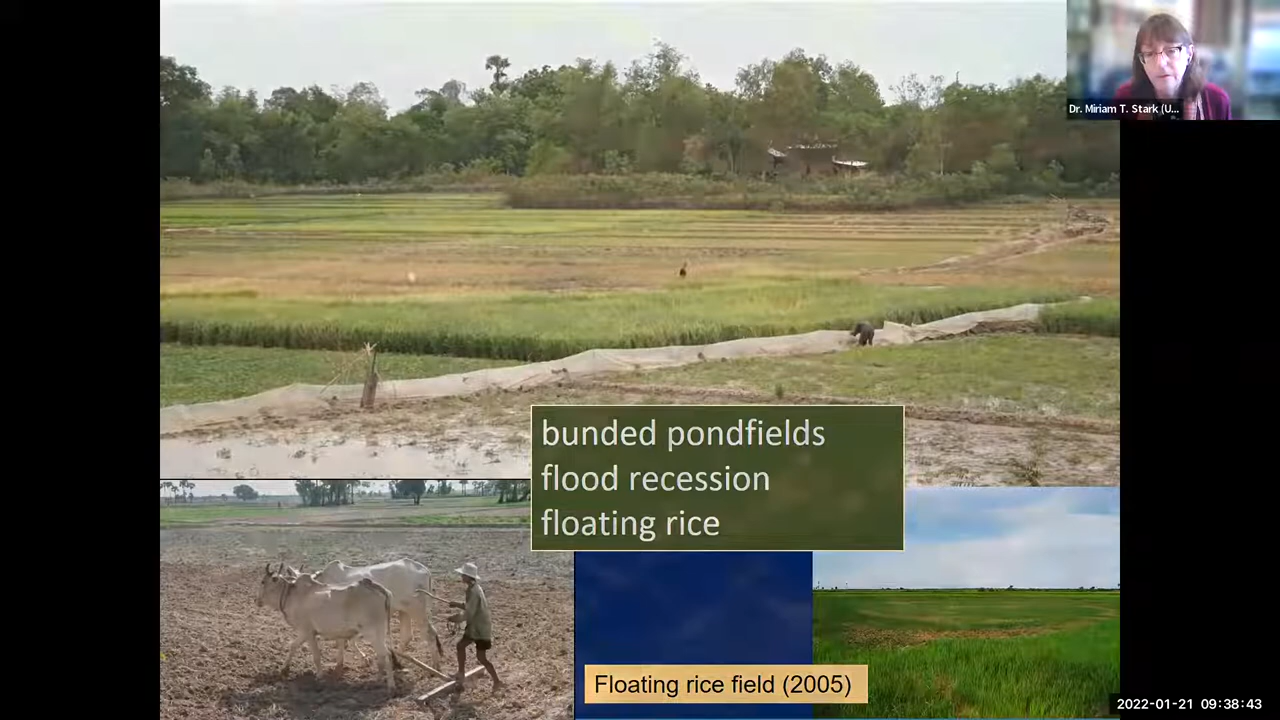 Dr. Miriam T. Stark (U...
bunded pondfields
flood recession
floating rice
Floating rice field (2005)
2022-01-21 09:38:43